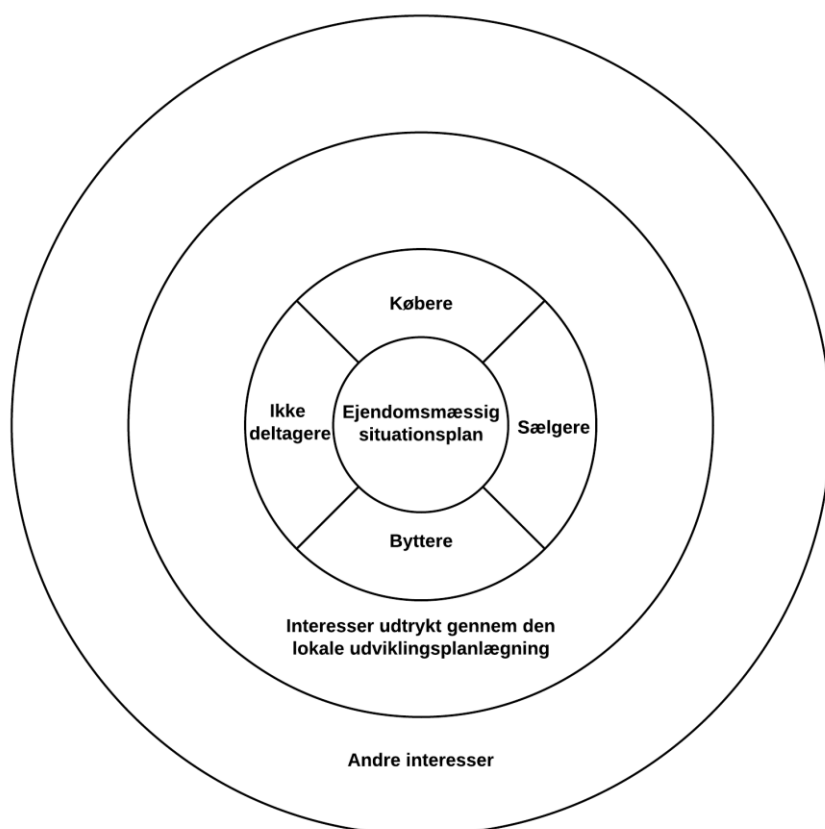 Købere
Ikke
deltagere
Ejendomsmæssig
situationsplan
Sælgere
Byttere
Interesser udtrykt gennem den
lokale udviklingsplanlægning
Andre interesser